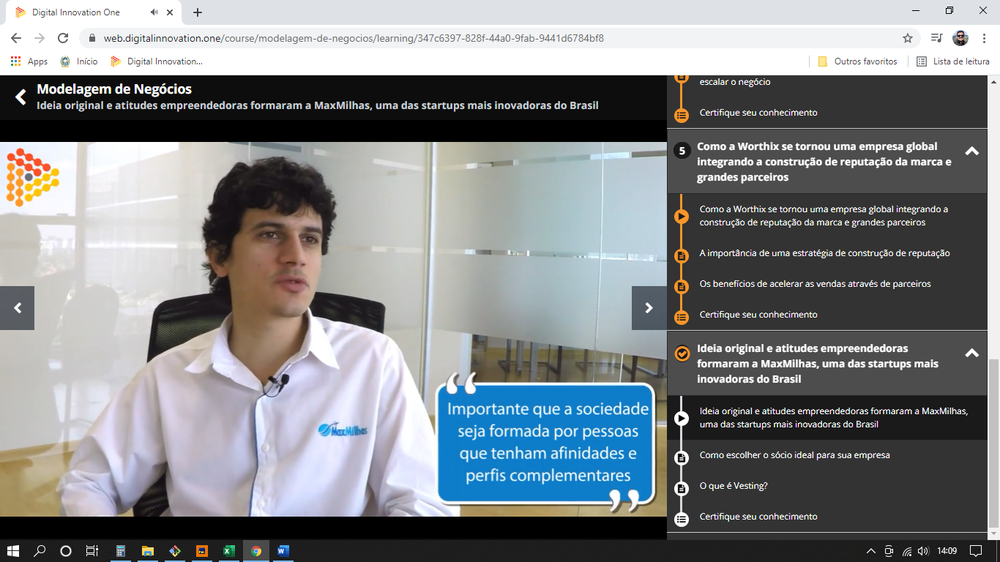 Digital Innovation One
web.digitalinnovation.one/course/modelagem-de-negocios/learning/347c6397-828f-44a0-9fab-9441d6784bf8
Apps
Início
Digital Innovation...
Outros favoritos
Lista de leitura
Modelagem de Negócios
Ideia original e atitudes empreendedoras formaram a MaxMilhas, uma das startups mais inovadoras do Brasil
MaxMilhas
Importante que a sociedade
seja formada por pessoas
que tenham afinidades e
perfis complementares
escalar o negócio
Certifique seu conhecimento
5
Como a Worthix se tornou uma empresa global
integrando a construção de reputação da marca e
grandes parceiros
Como a Worthix se tornou uma empresa global integrando a
construção de reputação da marca e grandes parceiros
A importância de uma estratégia de construção de reputação
Os benefícios de acelerar as vendas através de parceiros
Certifique seu conhecimento
Ideia original e atitudes empreendedoras
formaram a MaxMilhas, uma das startups mais
inovadoras do Brasil
Ideia original e atitudes empreendedoras formaram a MaxMilhas,
uma das startups mais inovadoras do Brasil
Como escolher o sócio ideal para sua empresa
O que é Vesting?
Certifique seu conhecimento
14:09